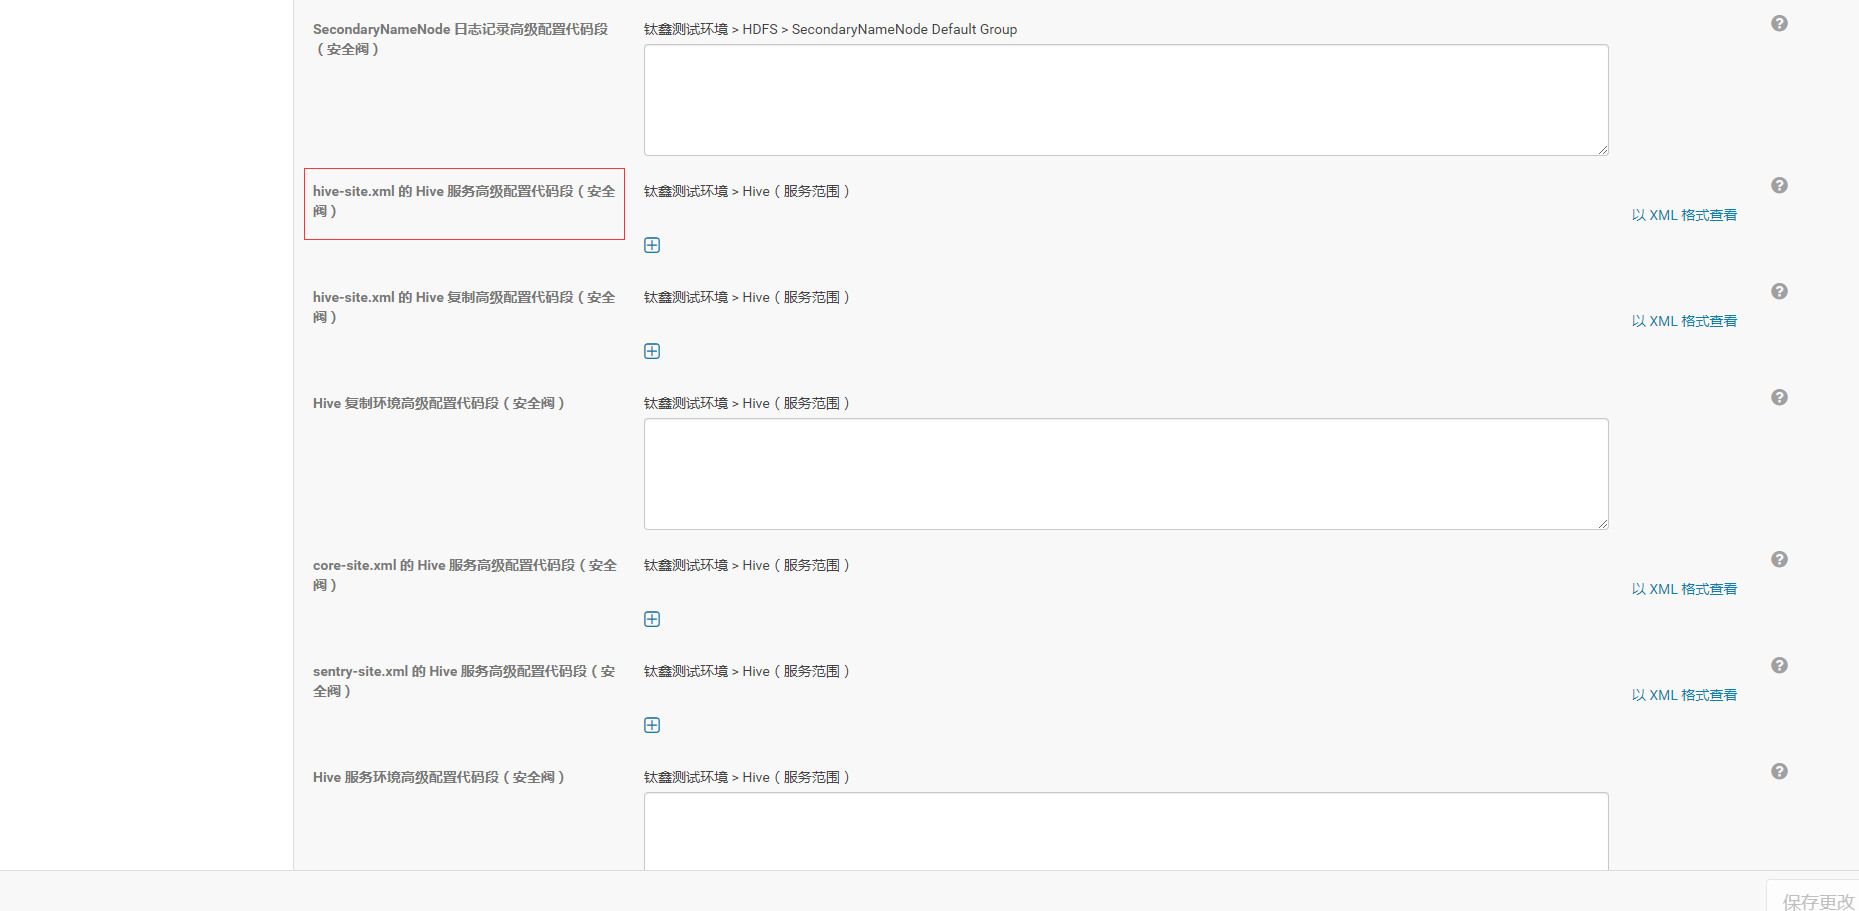 SecondaryNameNode 日志记录高级配置代码段
（安全阀）
钛鑫测试环境 > HDFS > SecondaryNameNode Default Group
hive-site.xml 的 Hive 服务高级配置代码段（安全
阀）
钛鑫测试环境 > Hive（服务范围）
以 XML 格式查看
hive-site.xml 的 Hive 复制高级配置代码段（安全
阀）
钛鑫测试环境 > Hive（服务范围）
以 XML 格式查看
Hive 复制环境高级配置代码段（安全阀）
钛鑫测试环境 > Hive（服务范围）
core-site.xml 的 Hive 服务高级配置代码段（安全
阀）
钛鑫测试环境 > Hive（服务范围）
以 XML 格式查看
sentry-site.xml 的 Hive 服务高级配置代码段（安
全阀）
钛鑫测试环境 > Hive（服务范围）
以 XML 格式查看
Hive 服务环境高级配置代码段（安全阀）
钛鑫测试环境 > Hive（服务范围）
保存更改